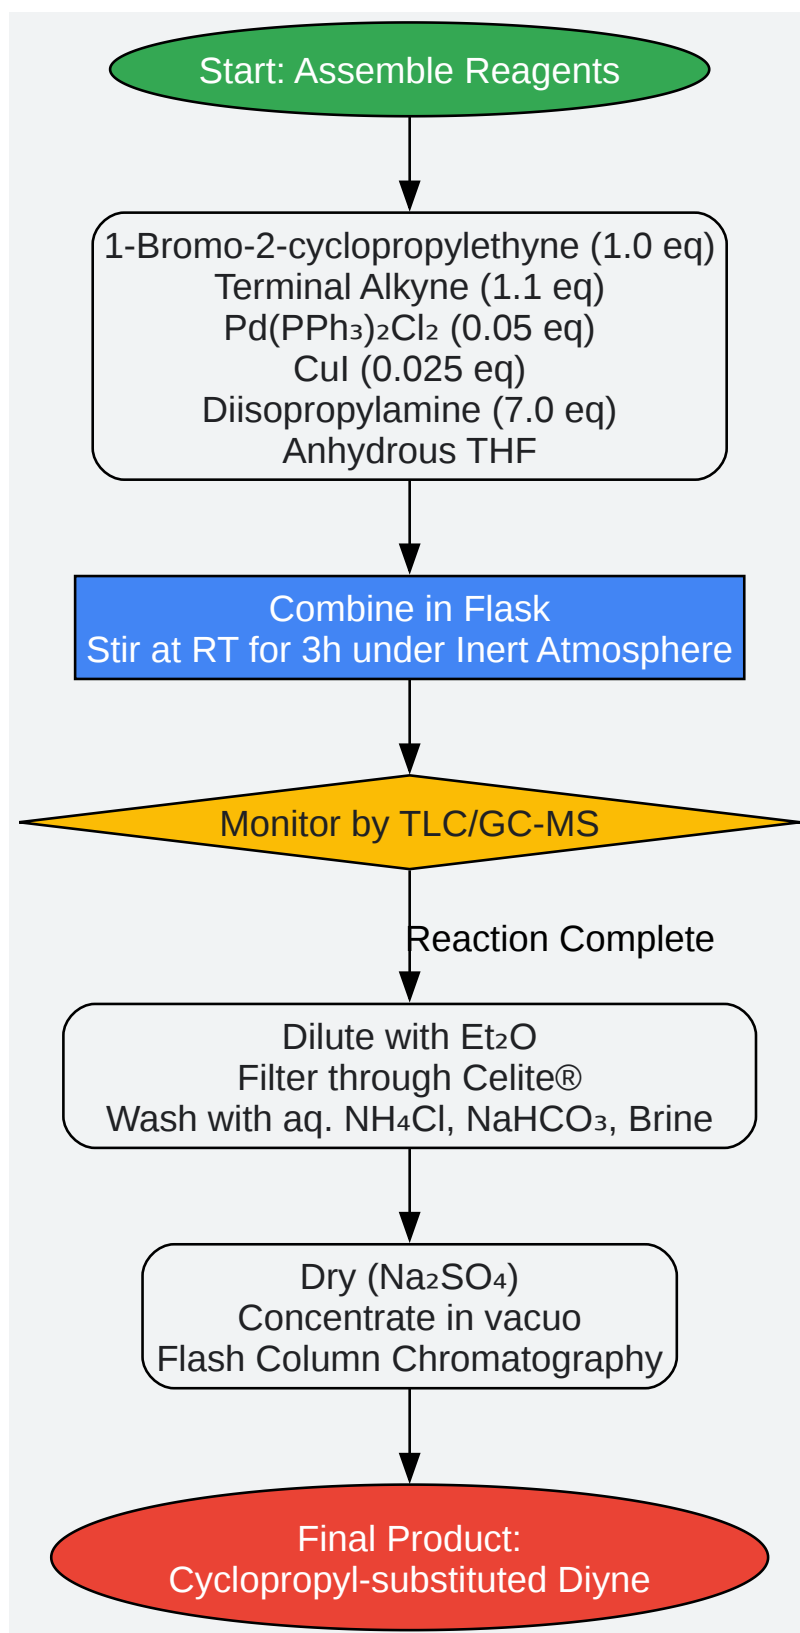 Start: Assemble Reagents
1-Bromo-2-cyclopropylethyne (1.0 eq)
Terminal Alkyne (1.1 eq)
Pd(PPh₃)₂Cl₂ (0.05 eq)
CuI (0.025 eq)
Diisopropylamine (7.0 eq)
Anhydrous THF
Combine in Flask
Stir at RT for 3h under Inert Atmosphere
Monitor by TLC/GC-MS
Reaction Complete
Dilute with Et₂O
Filter through Celite®
Wash with aq. NH₄Cl, NaHCO₃, Brine
Dry (Na₂SO₄)
Concentrate in vacuo
Flash Column Chromatography
Final Product:
Cyclopropyl-substituted Diyne